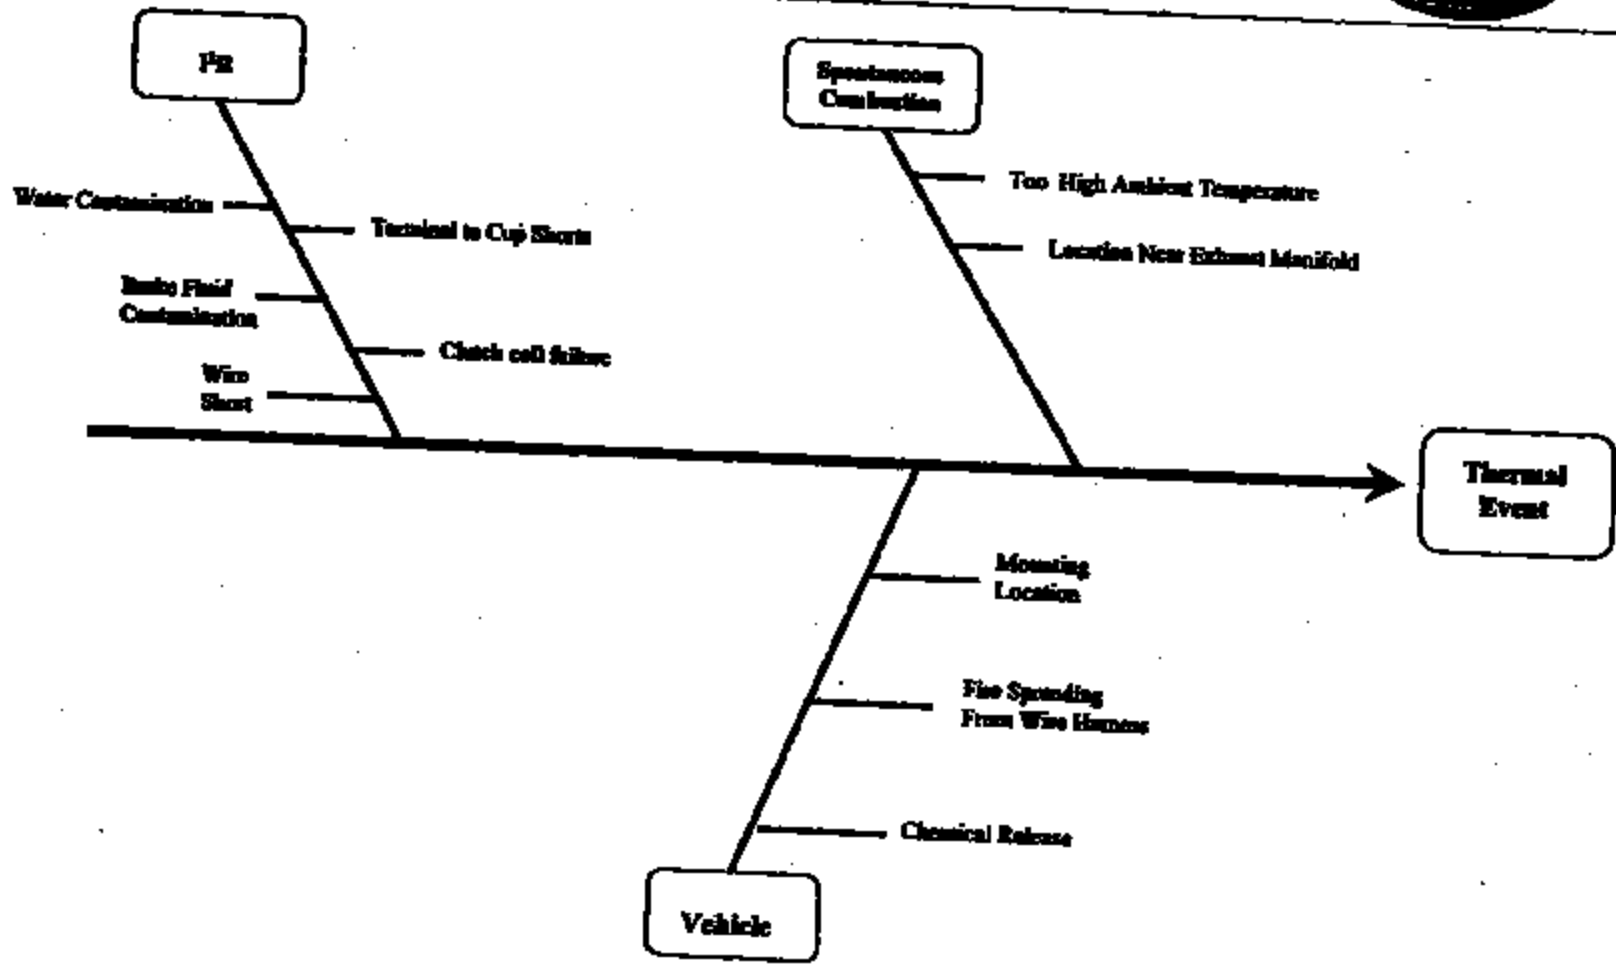 I²R
Spontaneous
Combustion
Too High Ambient Temperature
Water Contamination
Terminal to Cup Shorts
Location Near Exhaust Manifold
Brake Fluid
Contamination
Clutch coil failure
Wire
Short
Thermal
Event
Mounting
Location
Fire Spreading
From Wire Harness
Chemical Release
Vehicle